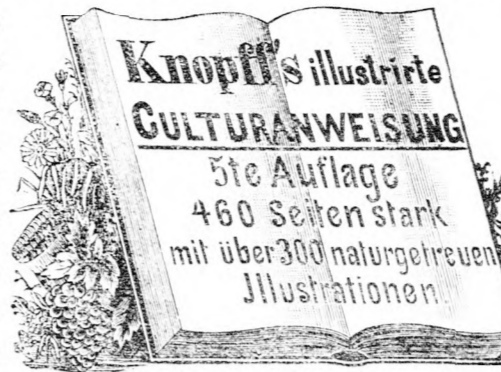 Knopff's illustrirte
CULTURANWEISUNG
5te Auflage
460 Seiten stark
mit über 300 naturgetreuen
Jllustrationen.